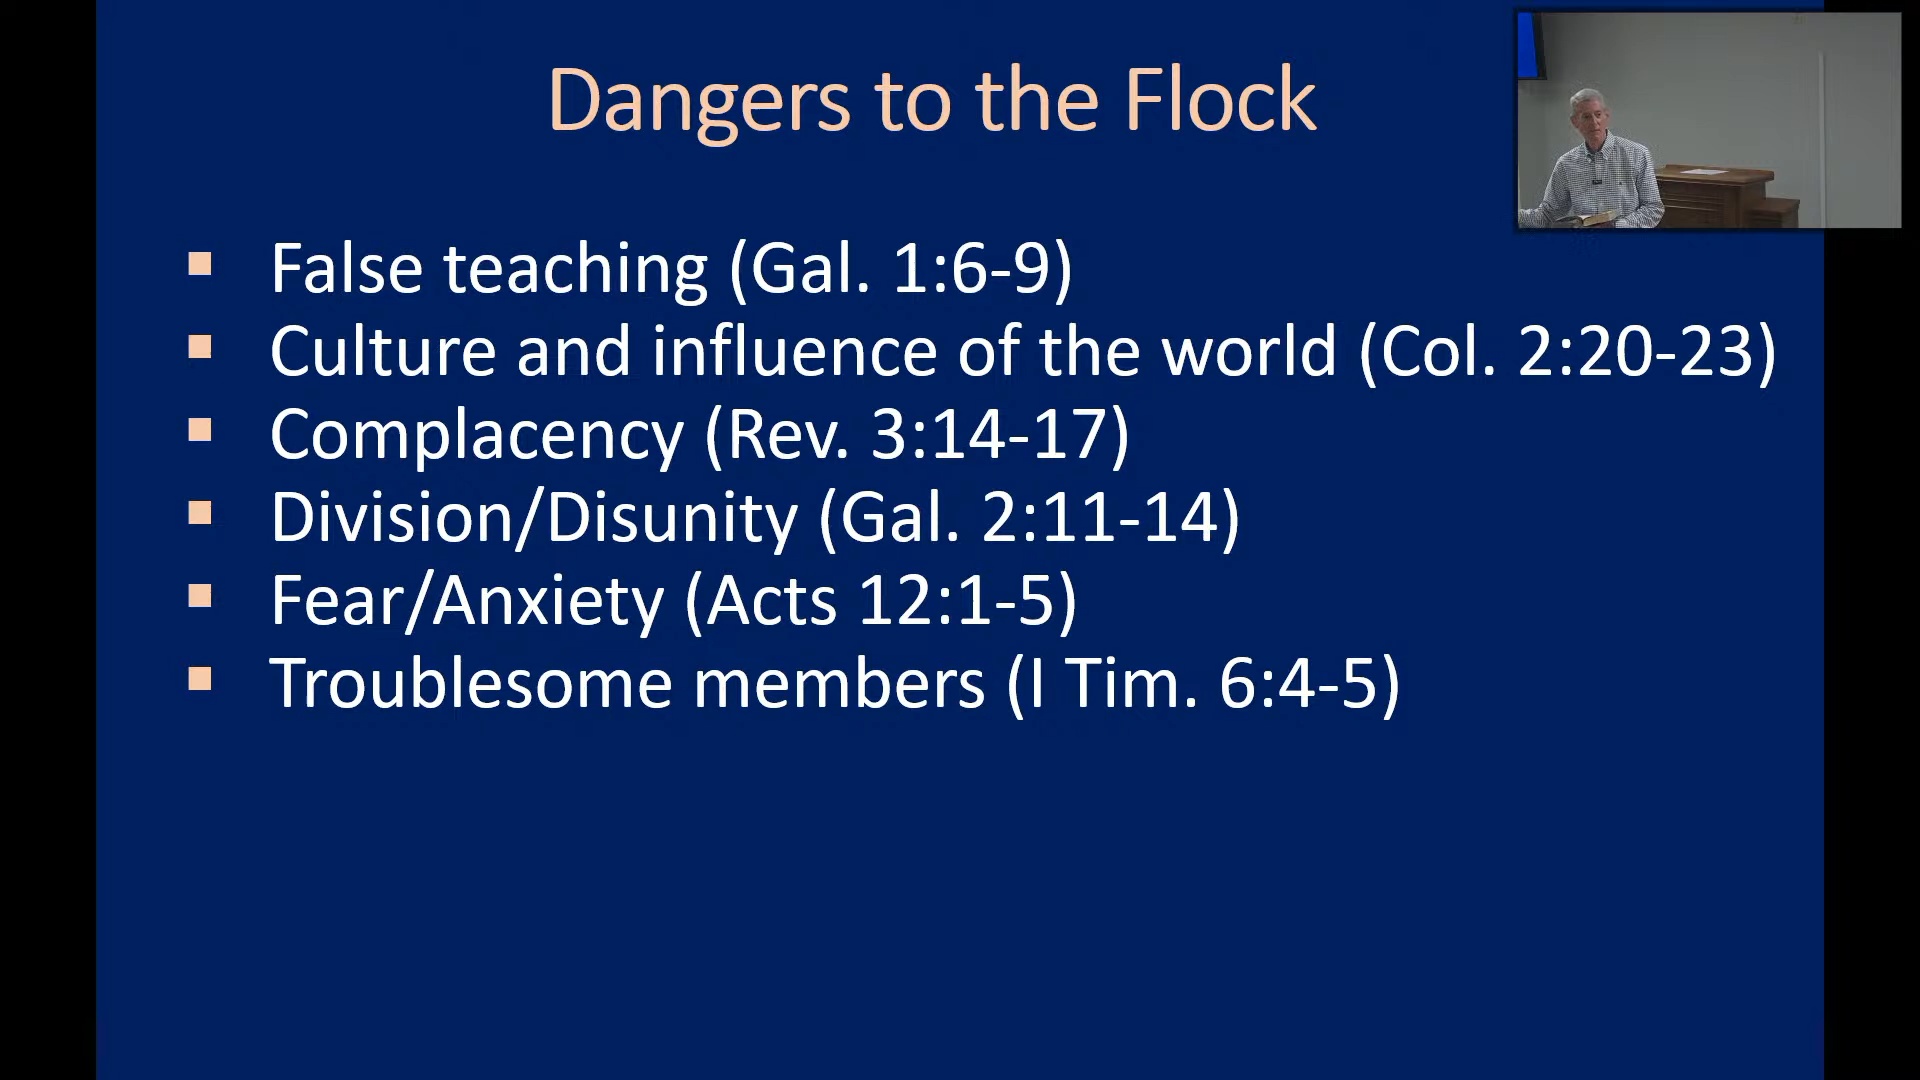 Dangers to the Flock
False teaching (Gal. 1:6-9)
Culture and influence of the world (Col. 2:20-23)
Complacency (Rev. 3:14-17)
Division/Disunity (Gal. 2:11-14)
Fear/Anxiety (Acts 12:1-5)
Troublesome members (I Tim. 6:4-5)